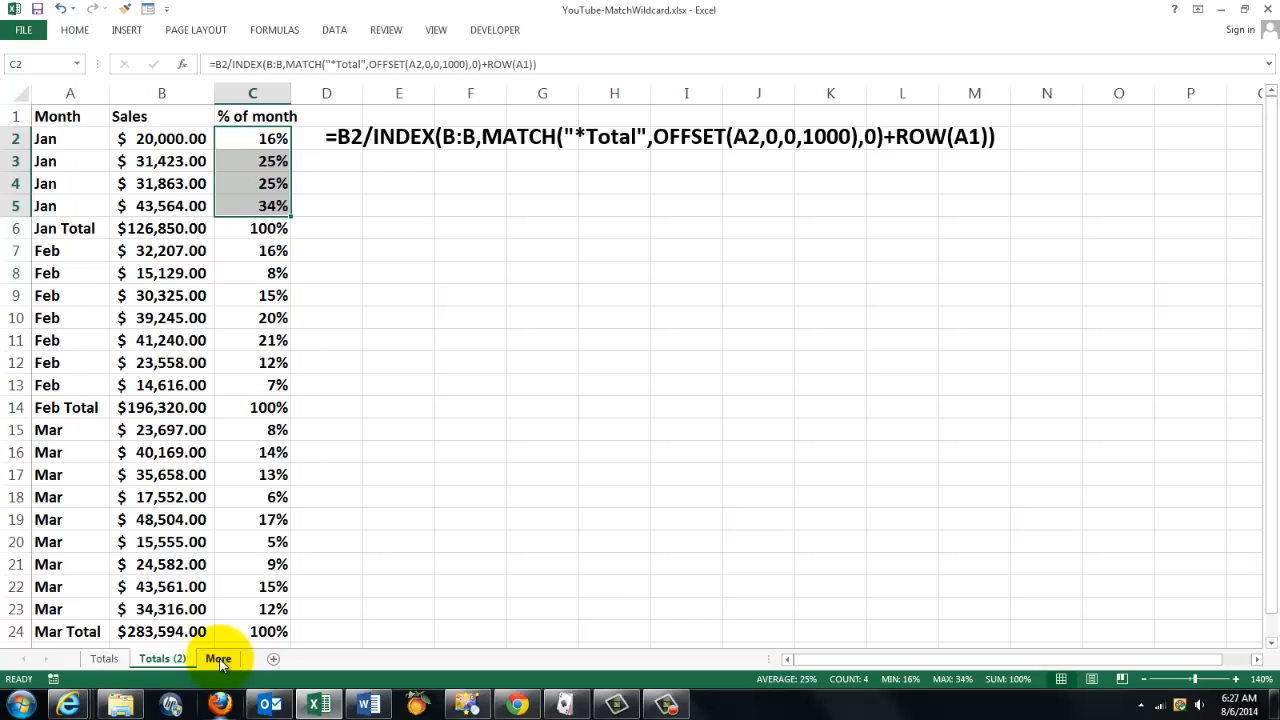 YouTube-MatchWildcard.xlsx - Excel
FILE HOME INSERT PAGE LAYOUT FORMULAS DATA REVIEW VIEW DEVELOPER Sign in
C2 fx =B2/INDEX(B:B,MATCH("*Total",OFFSET(A2,0,0,1000),0)+ROW(A1))
A B C D E F G H I J K L M N O P
1 Month Sales % of month
2 Jan $ 20,000.00 16% =B2/INDEX(B:B,MATCH("*Total",OFFSET(A2,0,0,1000),0)+ROW(A1))
3 Jan $ 31,423.00 25%
4 Jan $ 31,863.00 25%
5 Jan $ 43,564.00 34%
6 Jan Total $126,850.00 100%
7 Feb $ 32,207.00 16%
8 Feb $ 15,129.00 8%
9 Feb $ 30,325.00 15%
10 Feb $ 39,245.00 20%
11 Feb $ 41,240.00 21%
12 Feb $ 23,558.00 12%
13 Feb $ 14,616.00 7%
14 Feb Total $196,320.00 100%
15 Mar $ 23,697.00 8%
16 Mar $ 40,169.00 14%
17 Mar $ 35,658.00 13%
18 Mar $ 17,552.00 6%
19 Mar $ 48,504.00 17%
20 Mar $ 15,555.00 5%
21 Mar $ 24,582.00 9%
22 Mar $ 43,561.00 15%
23 Mar $ 34,316.00 12%
24 Mar Total $283,594.00 100%
Totals Totals (2) More
READY AVERAGE: 25% COUNT: 4 MIN: 16% MAX: 34% SUM: 100% 140%
6:27 AM
8/6/2014